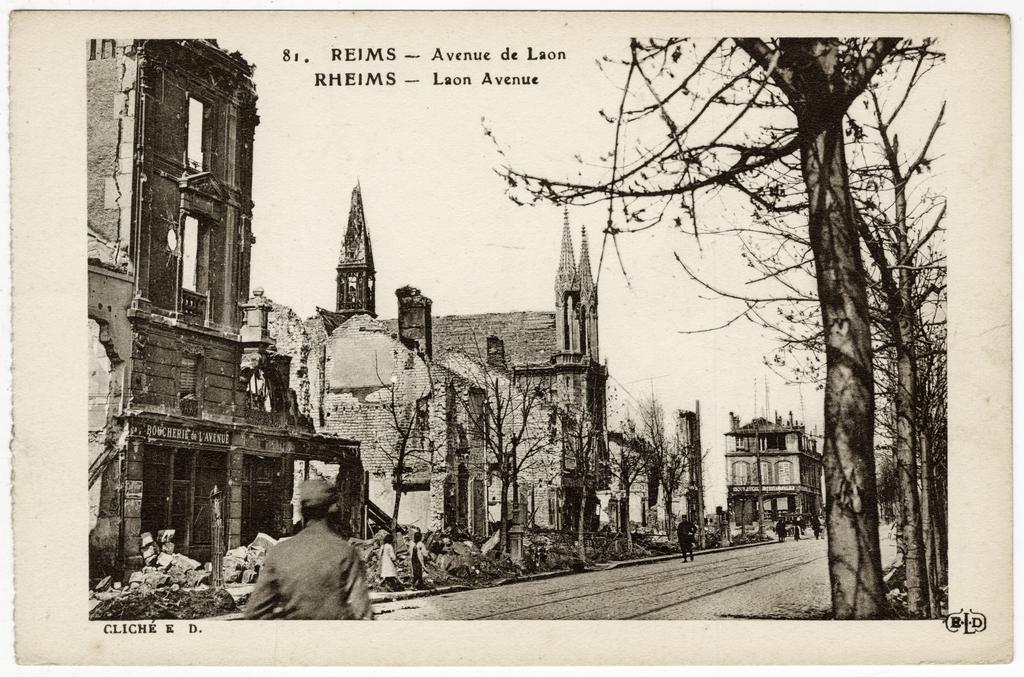 81. REIMS — Avenue de Laon
RHEIMS — Laon Avenue
BOUCHERIE de L'AVENUE
CLICHÉ E D.
ELD